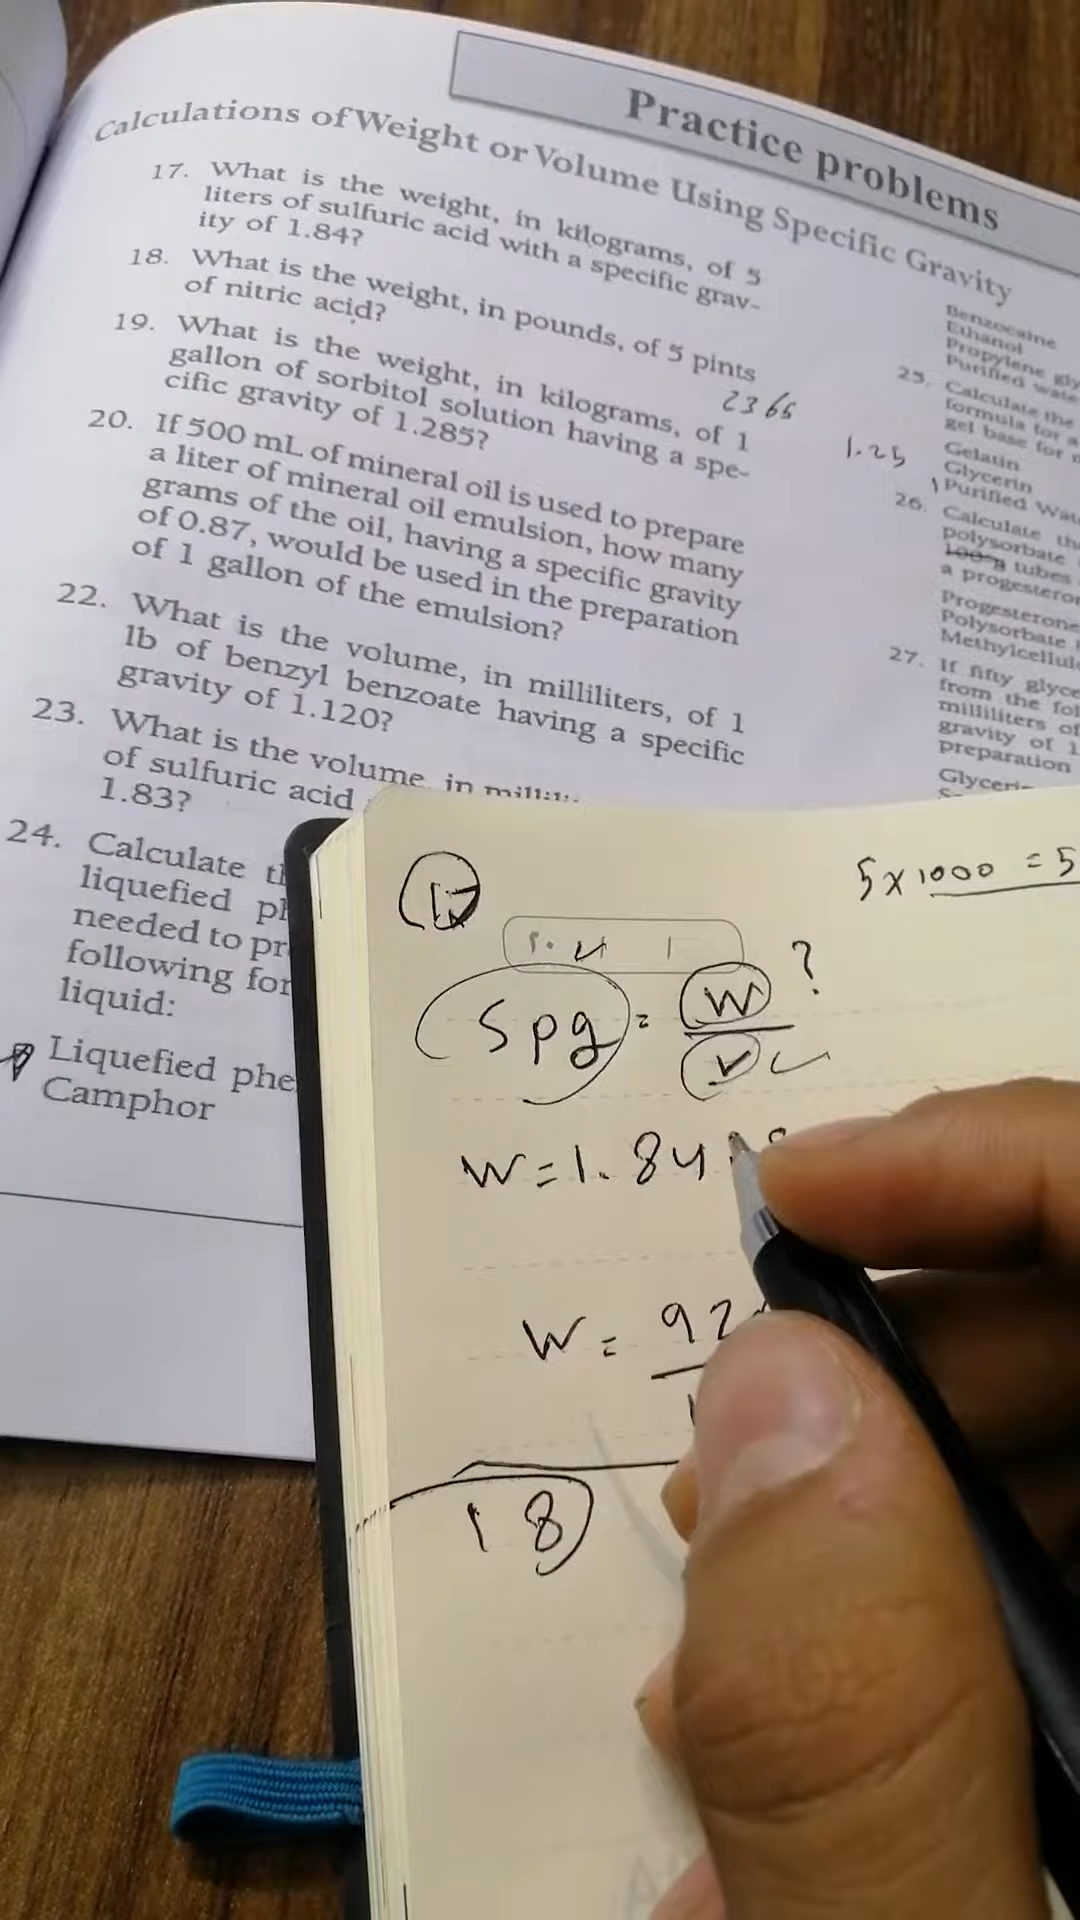 Practice problems
Calculations of Weight or Volume Using Specific Gravity
17. What is the weight, in kilograms, of 5
liters of sulfuric acid with a specific grav-
ity of 1.84?
18. What is the weight, in pounds, of 5 pints
of nitric acid?
2365
19. What is the weight, in kilograms, of 1
gallon of sorbitol solution having a spe-
cific gravity of 1.285?
20. If 500 mL of mineral oil is used to prepare
a liter of mineral oil emulsion, how many
grams of the oil, having a specific gravity
of 0.87, would be used in the preparation
of 1 gallon of the emulsion?
22. What is the volume, in milliliters, of 1
lb of benzyl benzoate having a specific
gravity of 1.120?
23. What is the volume, in
of sulfuric acid
1.83?
24. Calculate
liquefied
needed to
following
liquid:
Liquefied
Camphor
Benzocaine
Ethanol
Propylene
Purified
25. Calculate the
formula for a
gel base for
1.25
Gelatin
Glycerin
Purified
26. Calculate
polysorbate
100 g tubes
a
Progesterone
Polysorbate
27. If fifty
from the
milliliters of
gravity of 1
preparation
17
5 x 1000 = 5
Spg = W ?
V
W = 1.84
W = 92
18